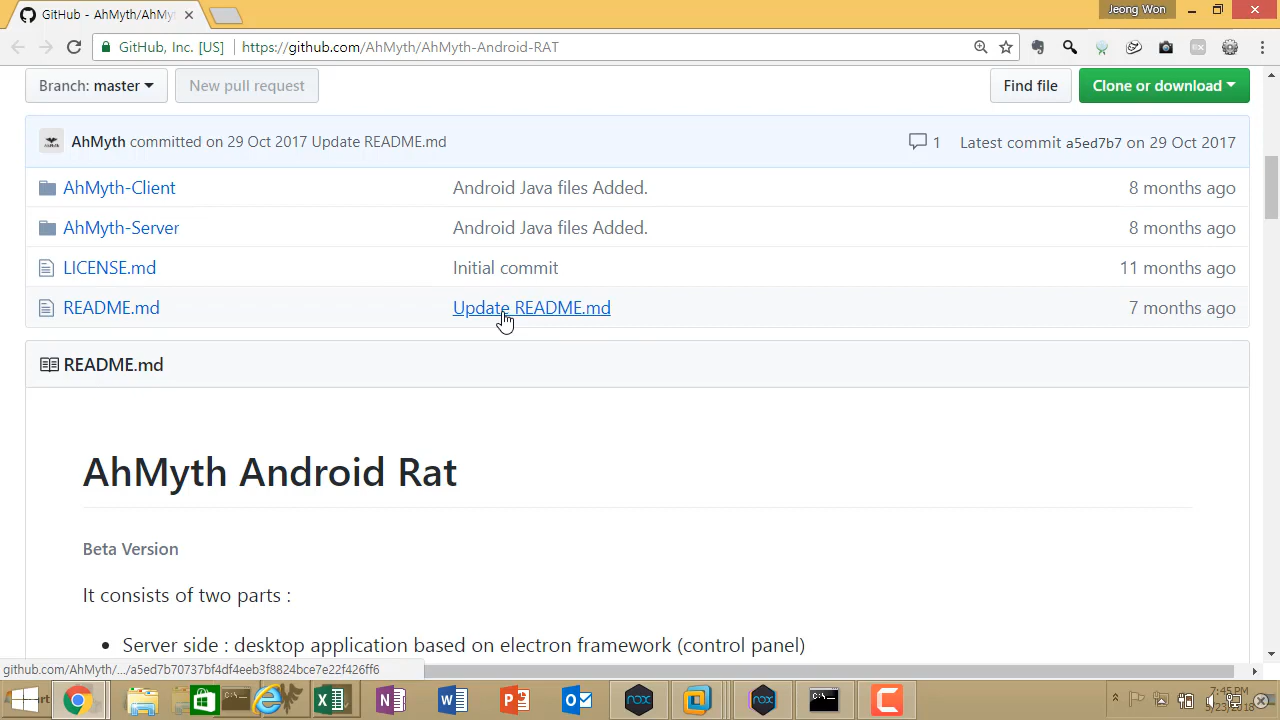 GitHub - AhMyth/AhMy
Jeong Won
GitHub, Inc. [US]
https://github.com/AhMyth/AhMyth-Android-RAT
Branch: master
New pull request
Find file
Clone or download
AhMyth committed on 29 Oct 2017 Update README.md
1
Latest commit a5ed7b7 on 29 Oct 2017
AhMyth-Client Android Java files Added. 8 months ago
AhMyth-Server Android Java files Added. 8 months ago
LICENSE.md Initial commit 11 months ago
README.md Update README.md 7 months ago
README.md
AhMyth Android Rat
Beta Version
It consists of two parts :
• Server side : desktop application based on electron framework (control panel)
github.com/AhMyth/.../a5ed7b70737bf4df4eeb3f8824bce7e22f426ff6
nox
nox
7:45 PM